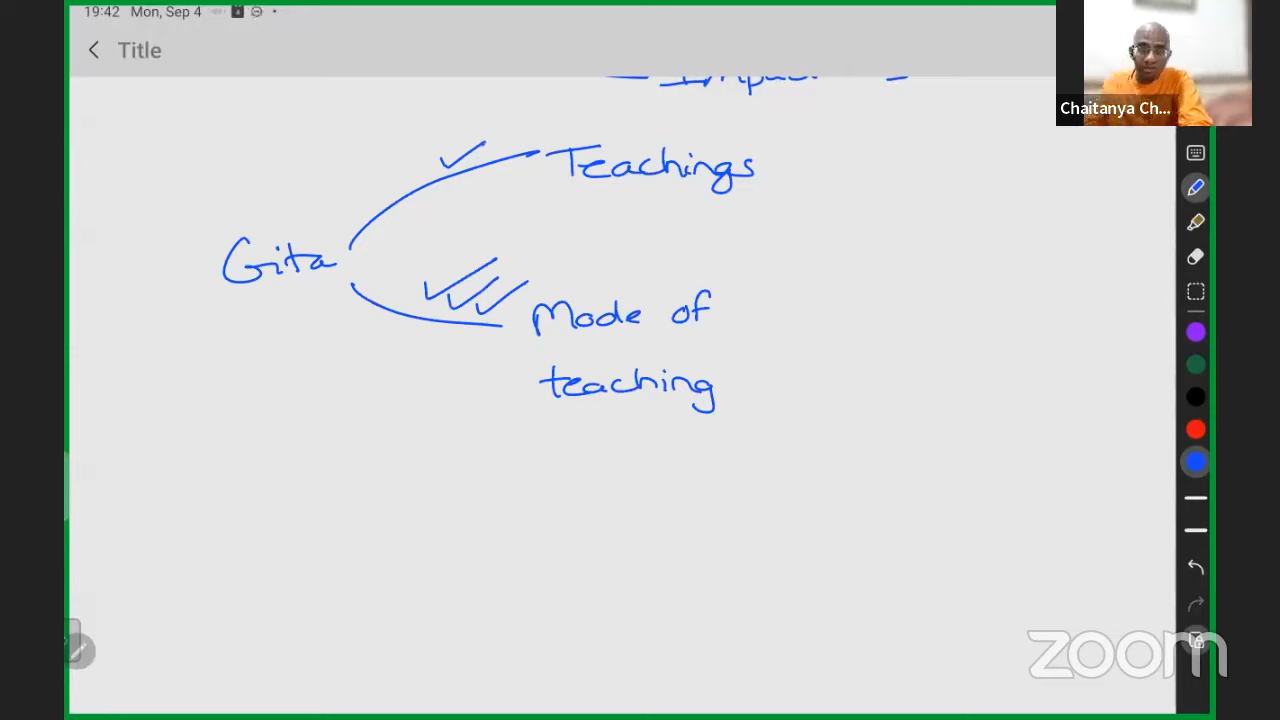 19:42 Mon, Sep 4
Title
Teachings
Gita
Mode of
teaching
Chaitanya Ch...
zoom